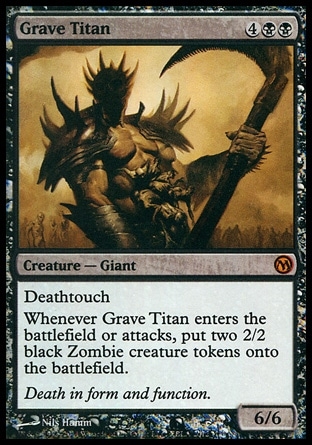 Grave Titan 4
Creature — Giant
Deathtouch
Whenever Grave Titan enters the
battlefield or attacks, put two 2/2
black Zombie creature tokens onto
the battlefield.
Death in form and function.
Nils Hamm
6/6